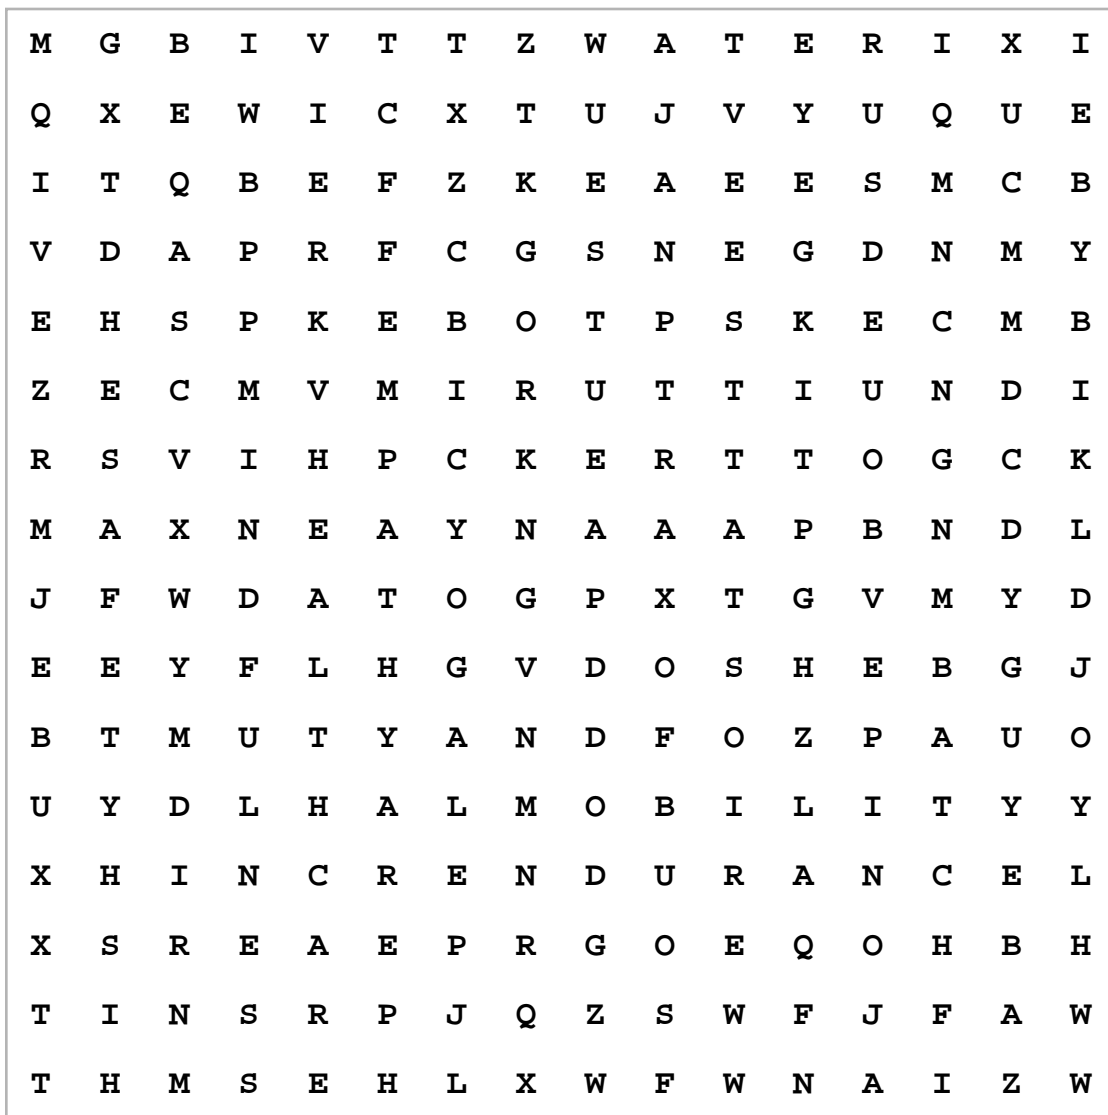 M G B I V T T Z W A T E R I X I
Q X E W I C X T U J V Y U Q U E
I T Q B E F Z K E A E E S M C B
V D A P R F C G S N E G D N M Y
E H S P K E B O T P S K E C M B
Z E C M V M I R U T T I U N D I
R S V I H P C K E R T T O G C K
M A X N E A Y N A A A P B N D L
J F W D A T O G P X T G V M Y D
E E Y F L H G V D O S H E B G J
B T M U T Y A N D F O Z P A U O
U Y D L H A L M O B I L I T Y Y
X H I N C R E N D U R A N C E L
X S R E A E P R G O E Q O H B H
T I N S R P J Q Z S W F J F A W
T H M S E H L X W F W N A I Z W